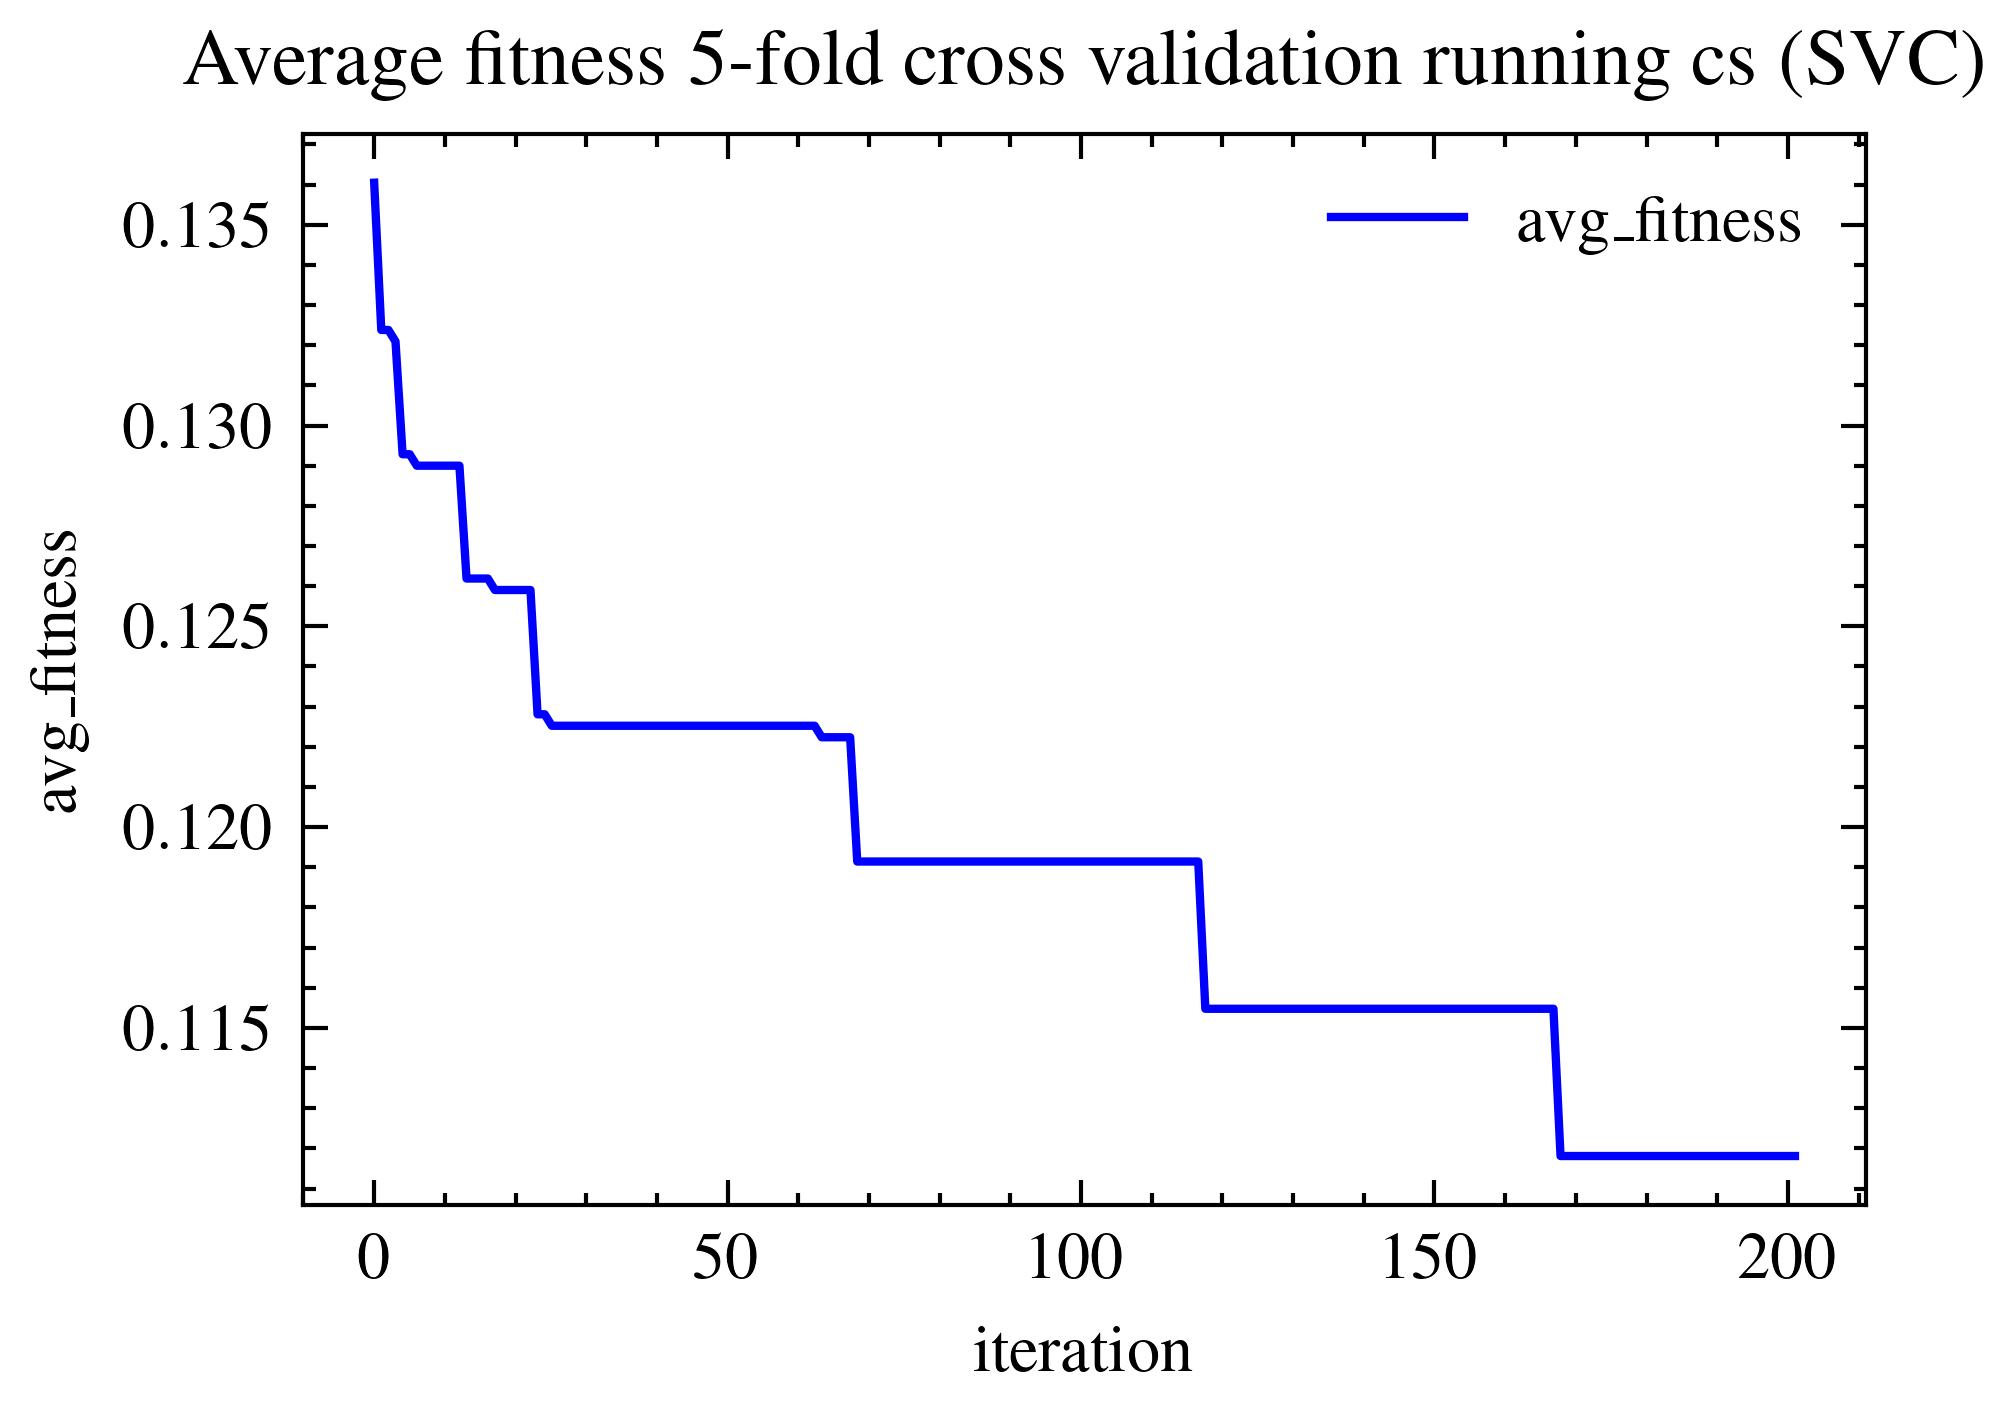 Average fitness 5-fold cross validation running cs (SVC)
avg_fitness
0.135
0.130
0.125
0.120
0.115
avg_fitness
0 50 100 150 200
iteration